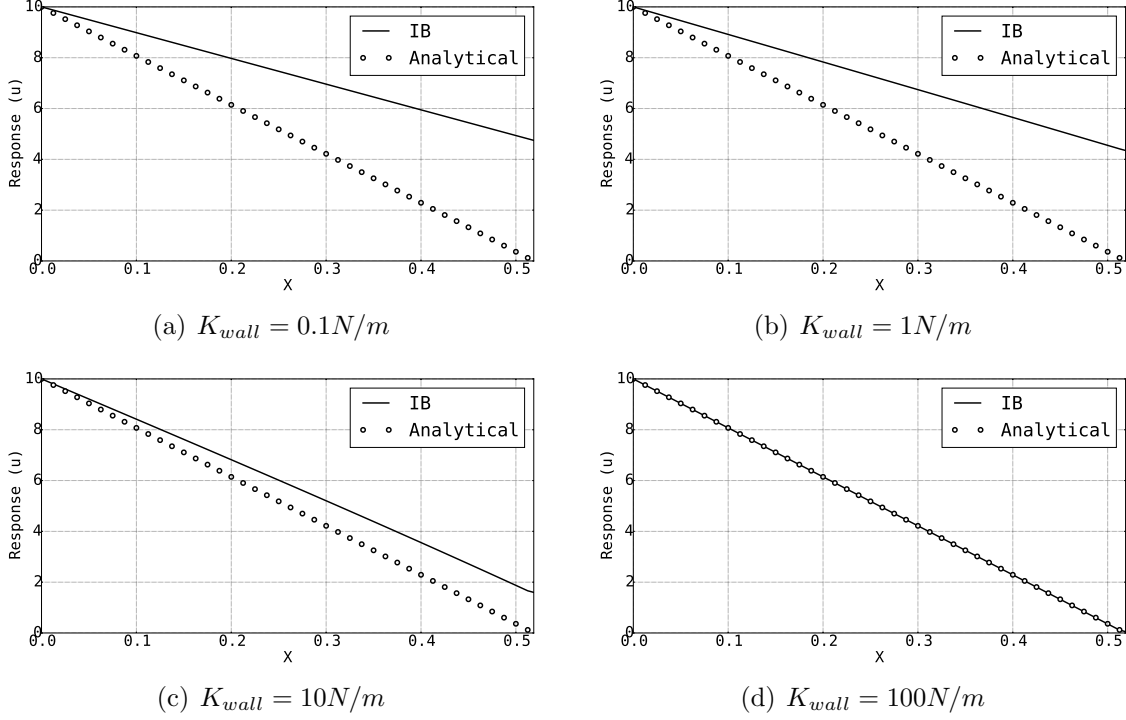 10
8
6
4
2
0
Response (u)
0.0 0.1 0.2 0.3 0.4 0.5
X
IB
Analytical
(a) K_wall = 0.1N/m
10
8
6
4
2
0
Response (u)
0.0 0.1 0.2 0.3 0.4 0.5
X
IB
Analytical
(b) K_wall = 1N/m
10
8
6
4
2
0
Response (u)
0.0 0.1 0.2 0.3 0.4 0.5
X
IB
Analytical
(c) K_wall = 10N/m
10
8
6
4
2
0
Response (u)
0.0 0.1 0.2 0.3 0.4 0.5
X
IB
Analytical
(d) K_wall = 100N/m